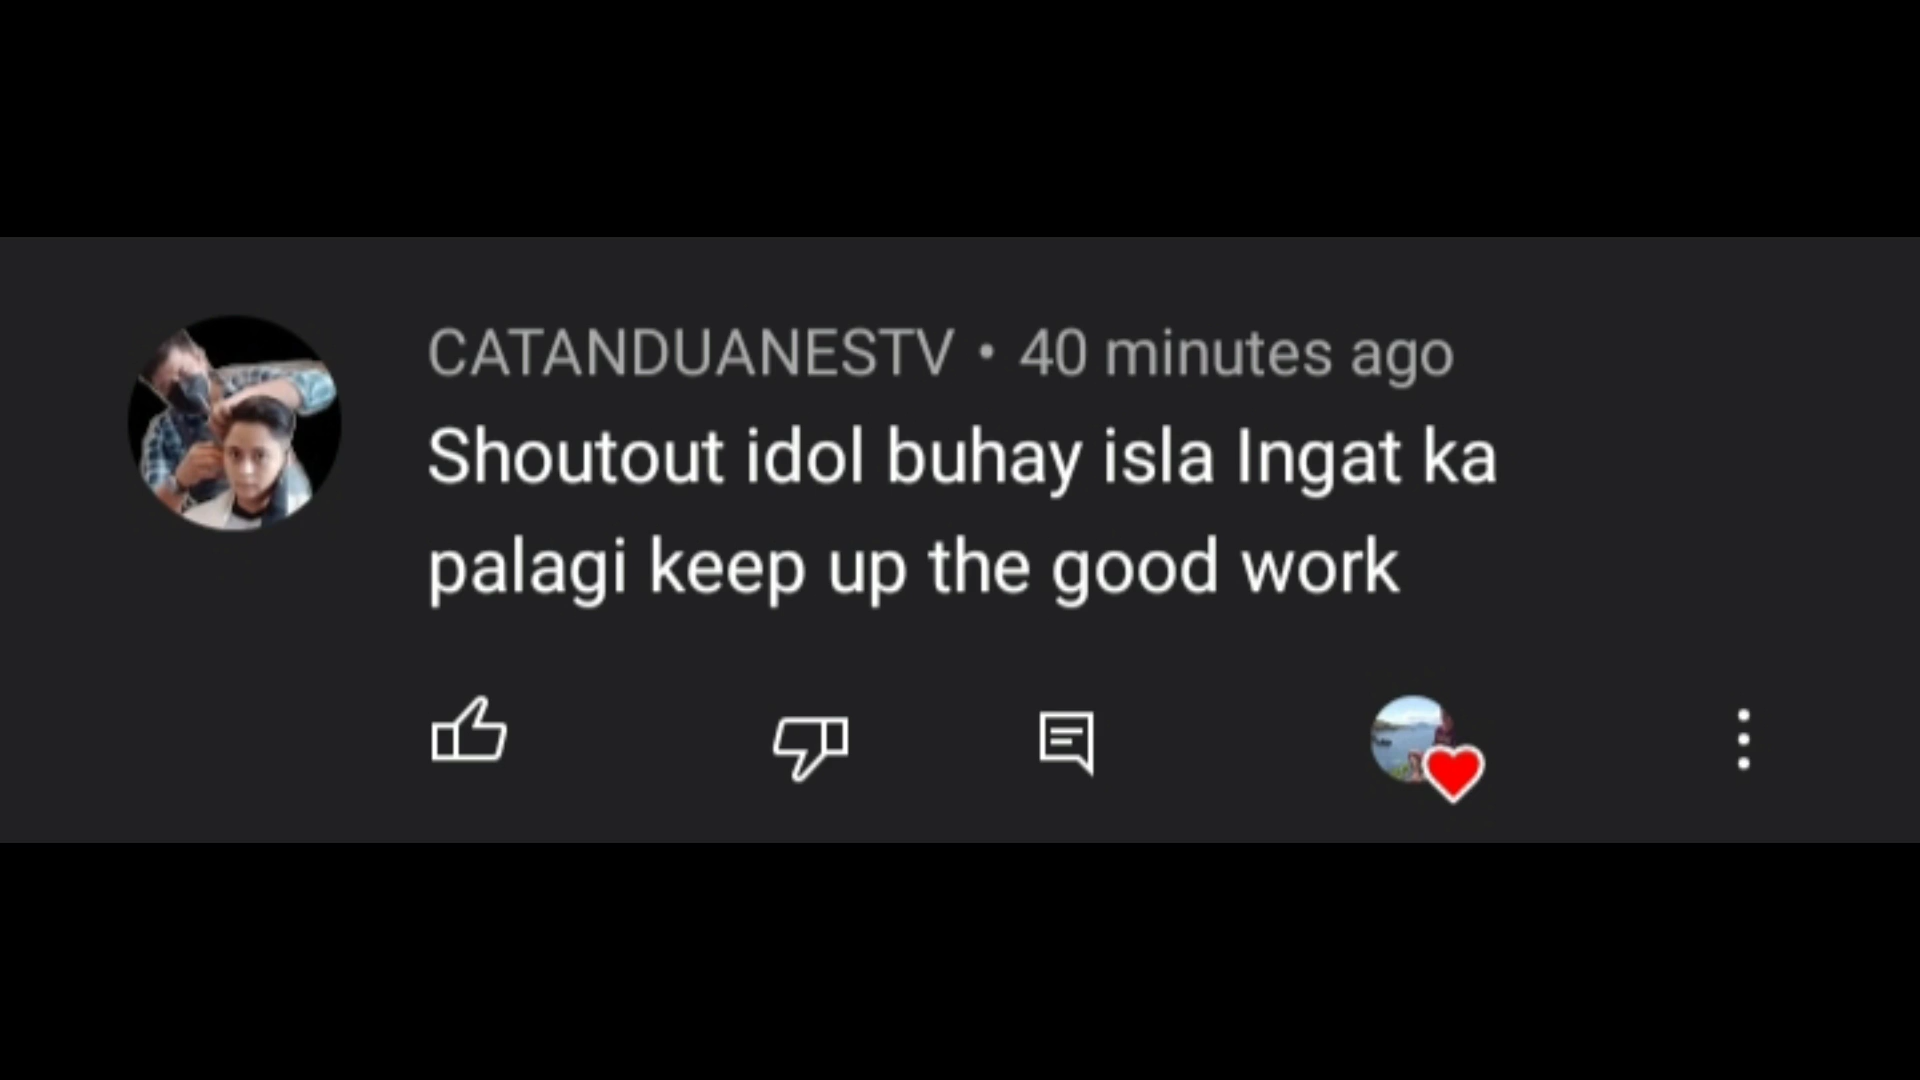 CATANDUANESTV • 40 minutes ago
Shoutout idol buhay isla Ingat ka
palagi keep up the good work